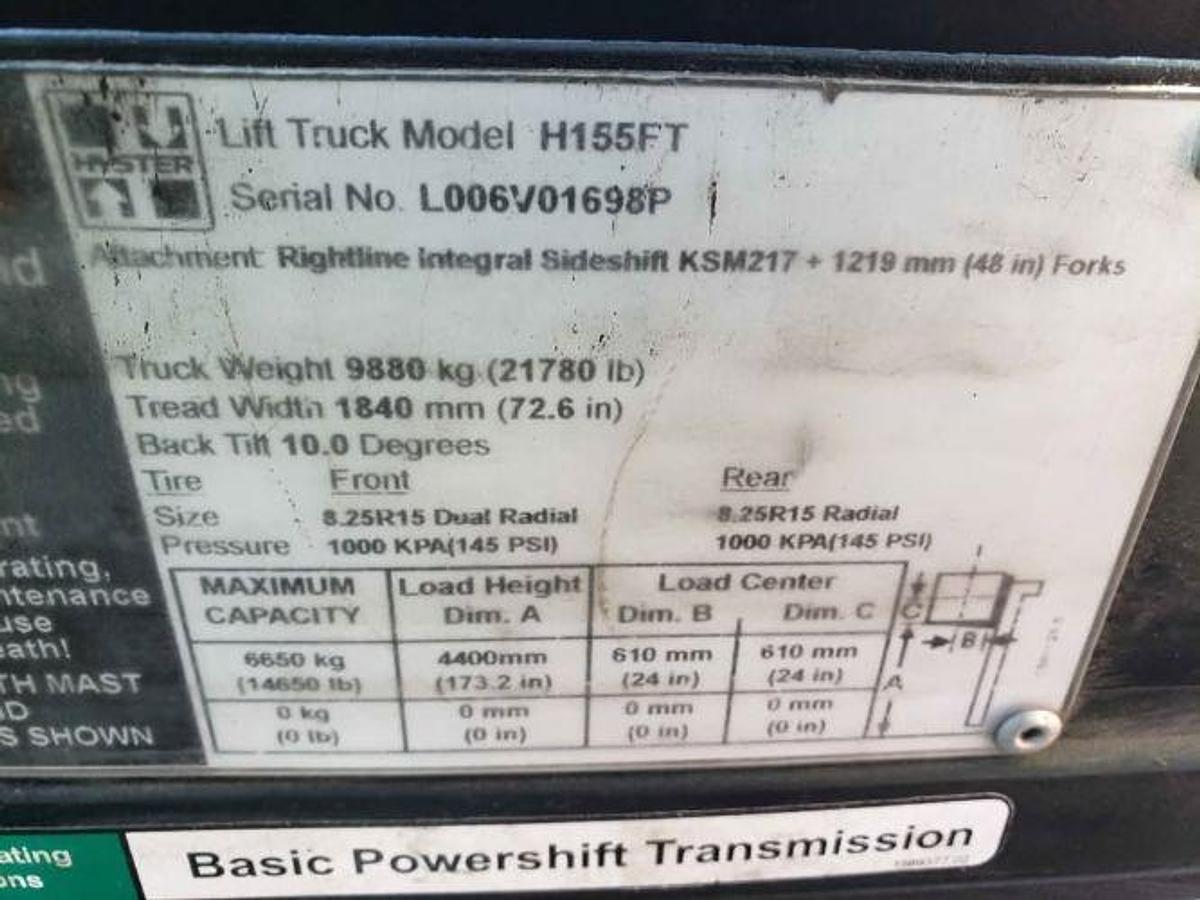 HYSTER
Lift Truck Model H155FT
Serial No. L006V01698P
Attachment Rightline integral Sideshift KSM217 + 1219 mm (48 in) Forks
Truck Weight 9880 kg (21780 lb)
Tread Width 1840 mm (72.6 in)
Back Tilt 10.0 Degrees
Tire Front Rear
Size 8.25R15 Dual Radial 8.25R15 Radial
Pressure 1000 KPA(145 PSI) 1000 KPA(145 PSI)
MAXIMUM CAPACITY Load Height Dim. A Load Center Dim. B Dim. C
6650 kg 4400mm 610 mm 610 mm
(14650 lb) (173.2 in) (24 in) (24 in)
0 kg 0 mm 0 mm 0 mm
(0 lb) (0 in) (0 in) (0 in)
C
B
A
rating,
ntenance
use
eath!
TH MAST
S SHOWN
ating
ons
Basic Powershift Transmission